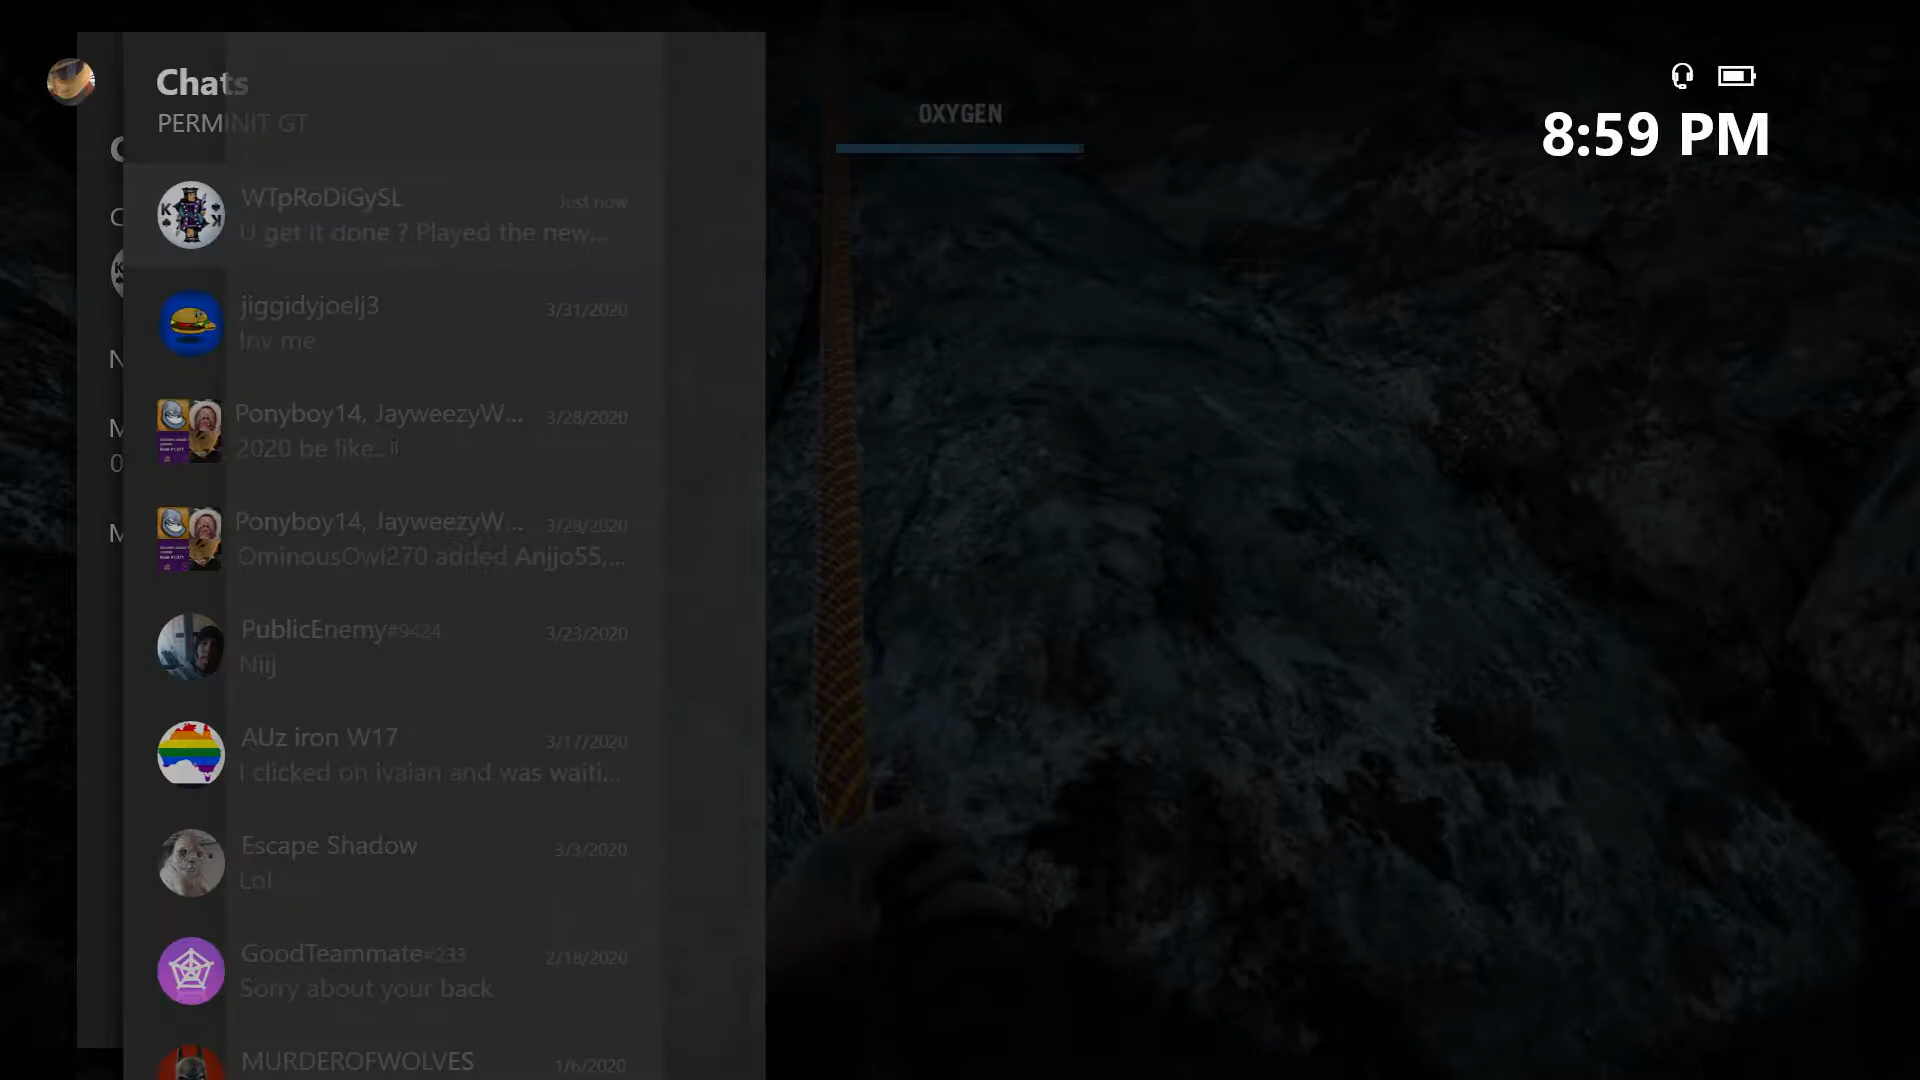 8:59 PM
OXYGEN
Chats
PERMINIT GT
WTpRoDiGySL
Just now
U get it done ? Played the new...
jiggidyjoelj3
3/31/2020
Inv me
Ponyboy14, JayweezyW...
3/28/2020
2020 be like..
Ponyboy14, JayweezyW...
3/28/2020
OminousOwl270 added Anjjo55,...
PublicEnemy#9424
3/23/2020
Niij
AUz iron W17
3/17/2020
I clicked on ivaian and was waiti...
Escape Shadow
3/3/2020
Lol
GoodTeammate#233
2/18/2020
Sorry about your back
MURDEROFWOLVES
1/6/2020